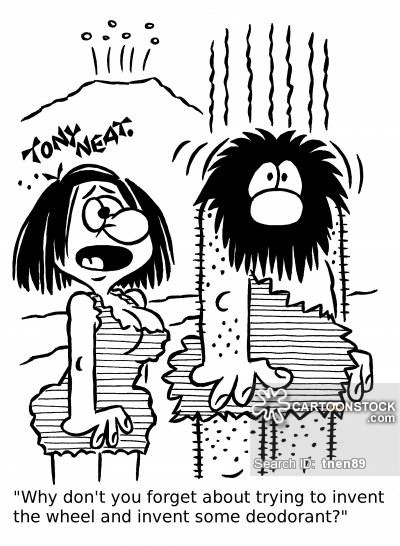 TONY NEAT.
CARTOONSTOCK
.com
Search ID: tnen89
"Why don't you forget about trying to invent
the wheel and invent some deodorant?"